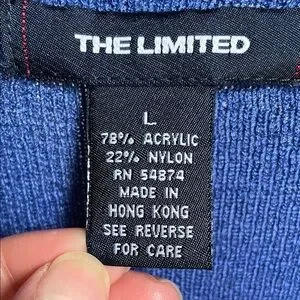 THE LIMITED
L
78% ACRYLIC
22% NYLON
RN 54874
MADE IN
HONG KONG
SEE REVERSE
FOR CARE